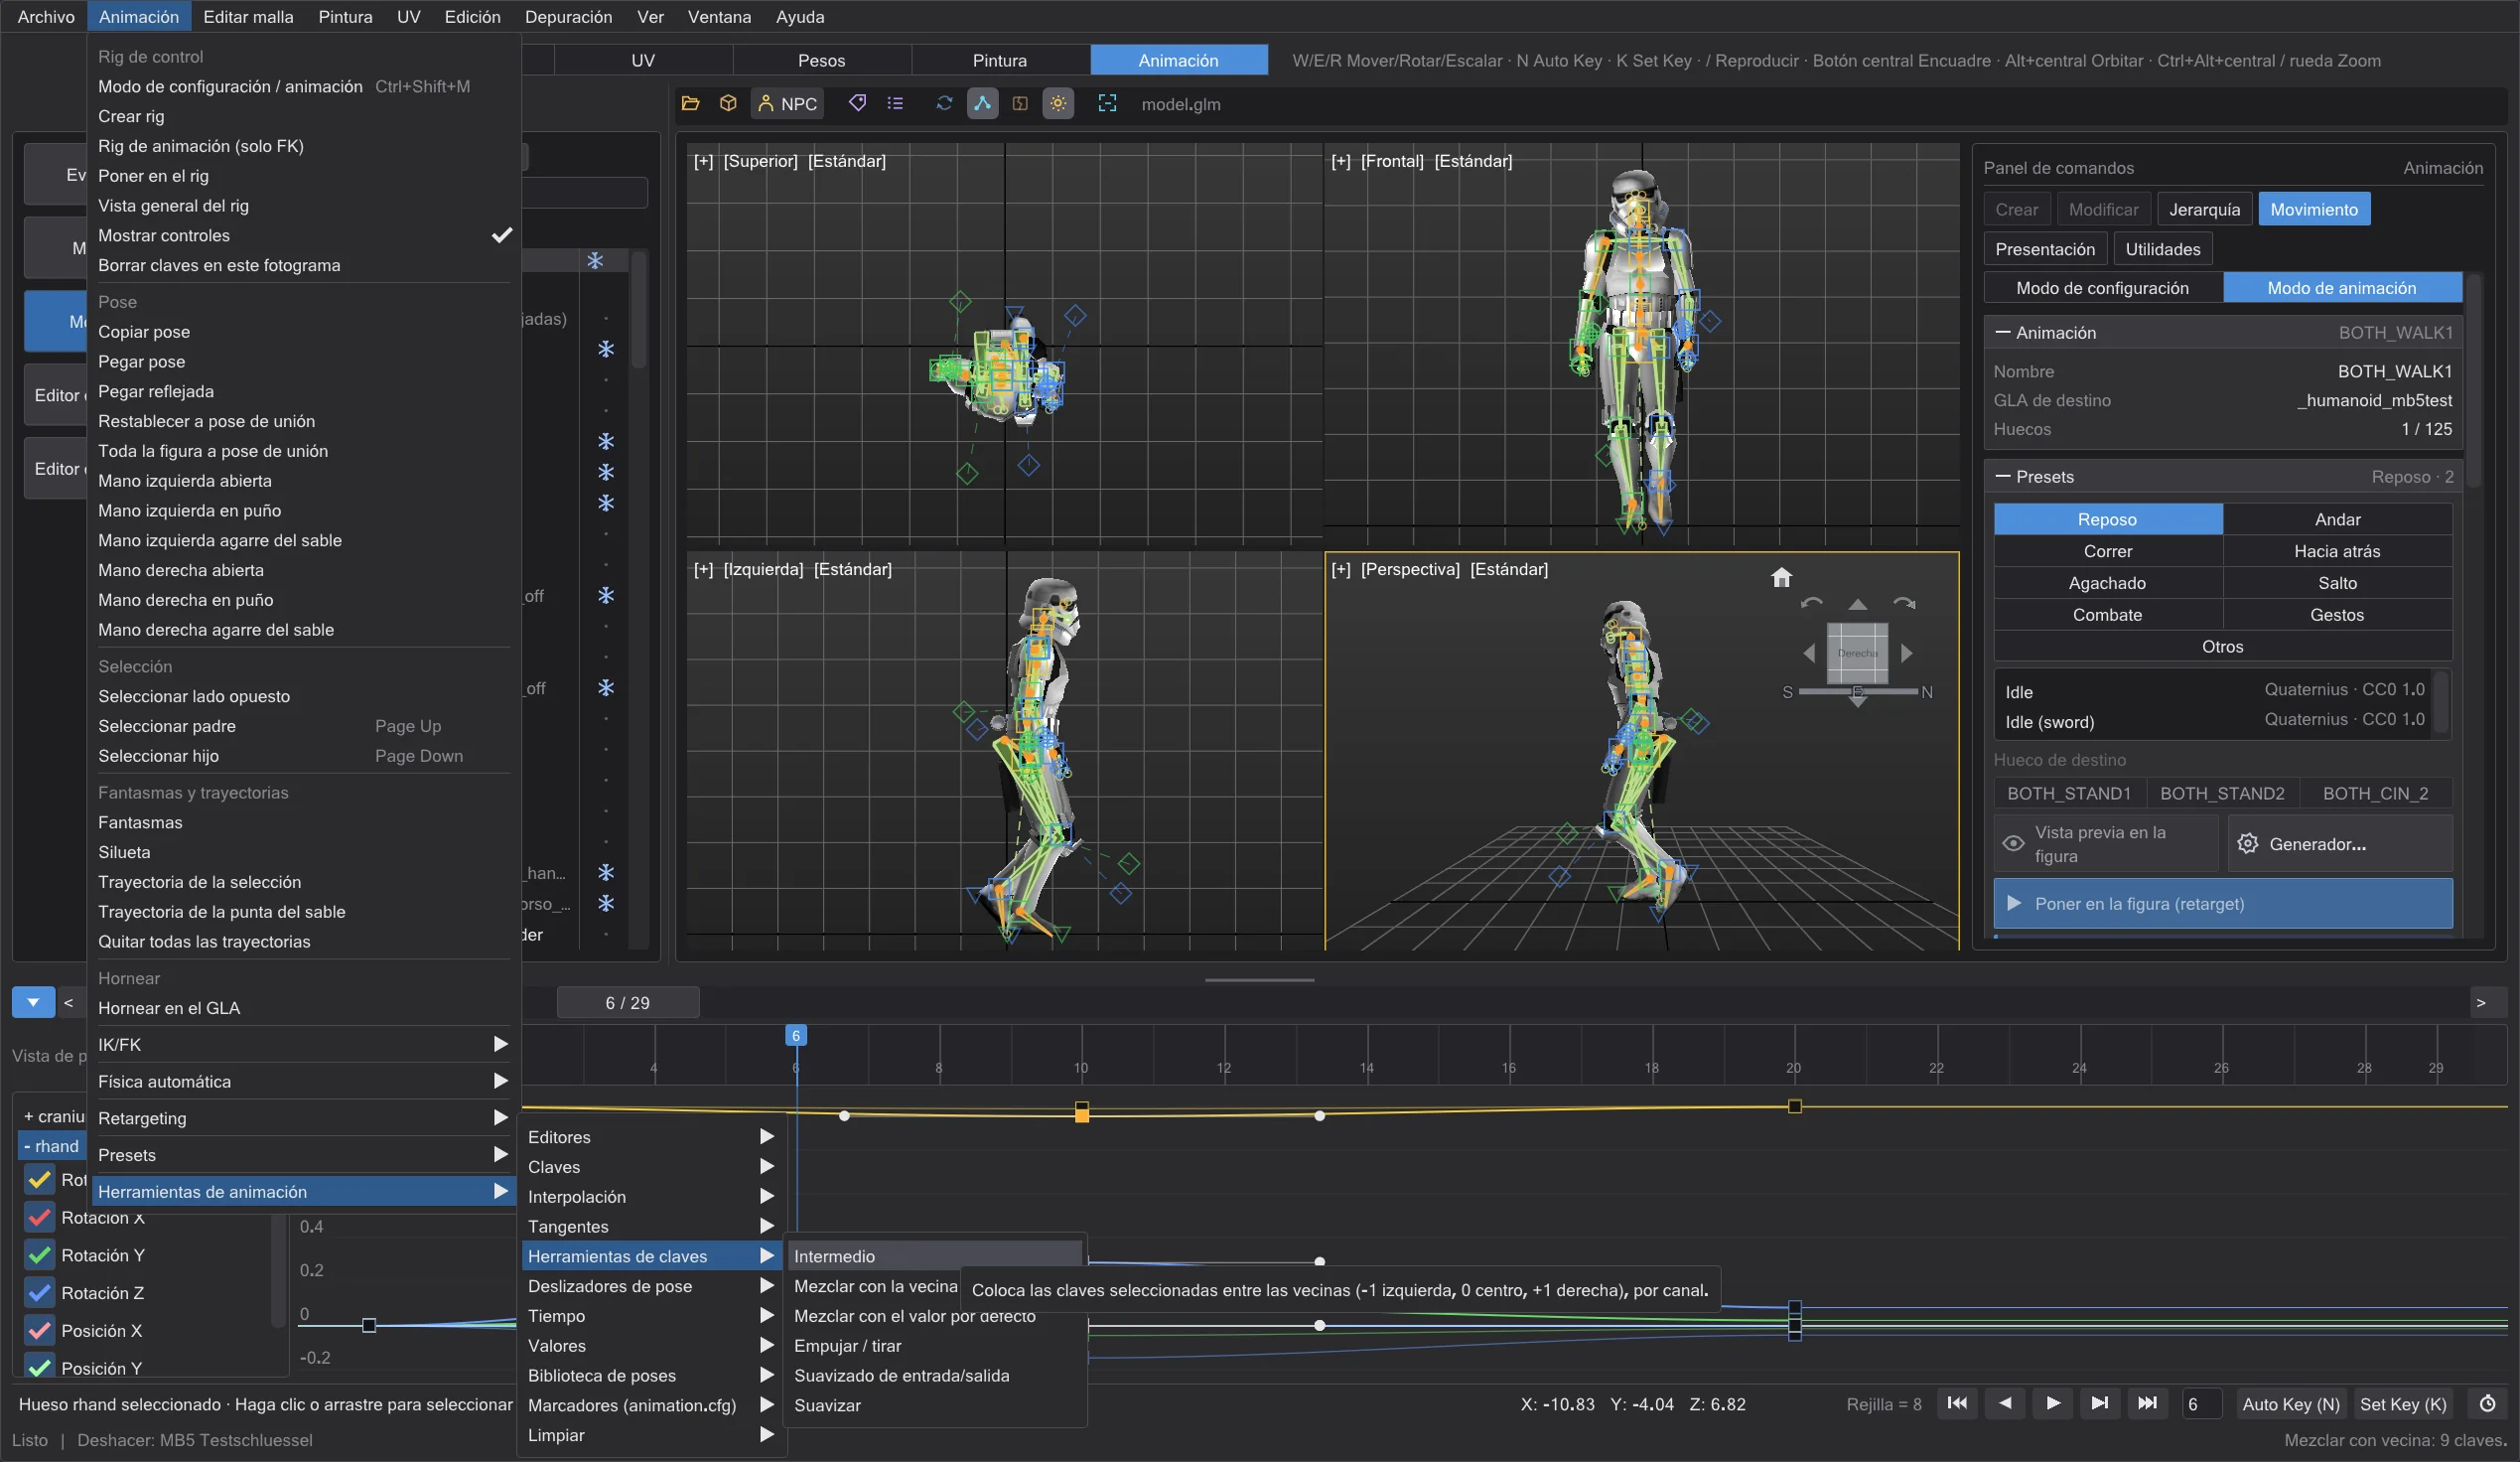 Archivo Animación Editar malla Pintura UV Edición Depuración Ver Ventana Ayuda
UV Pesos Pintura Animación W/E/R Mover/Rotar/Escalar · N Auto Key · K Set Key · / Reproducir · Botón central Encuadre · Alt+central Orbitar · Ctrl+Alt+central / rueda Zoom
NPC model.glm
Rig de control
Modo de configuración / animación Ctrl+Shift+M
Crear rig
Rig de animación (solo FK)
Poner en el rig
Vista general del rig
Mostrar controles
Borrar claves en este fotograma
Pose
Copiar pose
Pegar pose
Pegar reflejada
Restablecer a pose de unión
Toda la figura a pose de unión
Mano izquierda abierta
Mano izquierda en puño
Mano izquierda agarre del sable
Mano derecha abierta
Mano derecha en puño
Mano derecha agarre del sable
Selección
Seleccionar lado opuesto
Seleccionar padre Page Up
Seleccionar hijo Page Down
Fantasmas y trayectorias
Fantasmas
Silueta
Trayectoria de la selección
Trayectoria de la punta del sable
Quitar todas las trayectorias
Hornear
Hornear en el GLA
IK/FK
Física automática
Retargeting
Presets
Herramientas de animación
Ev
M
Mo
Editor
Editor
jadas)
_off
_off
_han...
orso_...
der
[+] [Superior] [Estándar]
[+] [Frontal] [Estándar]
[+] [Izquierda] [Estándar]
[+] [Perspectiva] [Estándar]
Derecha
S E N
Panel de comandos Animación
Crear Modificar Jerarquía Movimiento
Presentación Utilidades
Modo de configuración Modo de animación
Animación BOTH_WALK1
Nombre BOTH_WALK1
GLA de destino _humanoid_mb5test
Huecos 1 / 125
Presets Reposo · 2
Reposo Andar
Correr Hacia atrás
Agachado Salto
Combate Gestos
Otros
Idle Quaternius · CC0 1.0
Idle (sword) Quaternius · CC0 1.0
Hueco de destino
BOTH_STAND1 BOTH_STAND2 BOTH_CIN_2
Vista previa en la figura
Generador...
Poner en la figura (retarget)
< 6 / 29 >
Vista de p
6
4 6 8 10 12 14 16 18 20 22 24 26 28 29
+ craniu
- rhand
Rot
Rotación X
Rotación Y
Rotación Z
Posición X
Posición Y
0.4
0.2
0
-0.2
Editores
Claves
Interpolación
Tangentes
Herramientas de claves
Deslizadores de pose
Tiempo
Valores
Biblioteca de poses
Marcadores (animation.cfg)
Limpiar
Intermedio
Mezclar con la vecina
Mezclar con el valor por defecto
Empujar / tirar
Suavizado de entrada/salida
Suavizar
Coloca las claves seleccionadas entre las vecinas (-1 izquierda, 0 centro, +1 derecha), por canal.
Hueso rhand seleccionado · Haga clic o arrastre para seleccionar
X: -10.83 Y: -4.04 Z: 6.82 Rejilla = 8 6 Auto Key (N) Set Key (K)
Listo | Deshacer: MB5 Testschluessel
Mezclar con vecina: 9 claves.